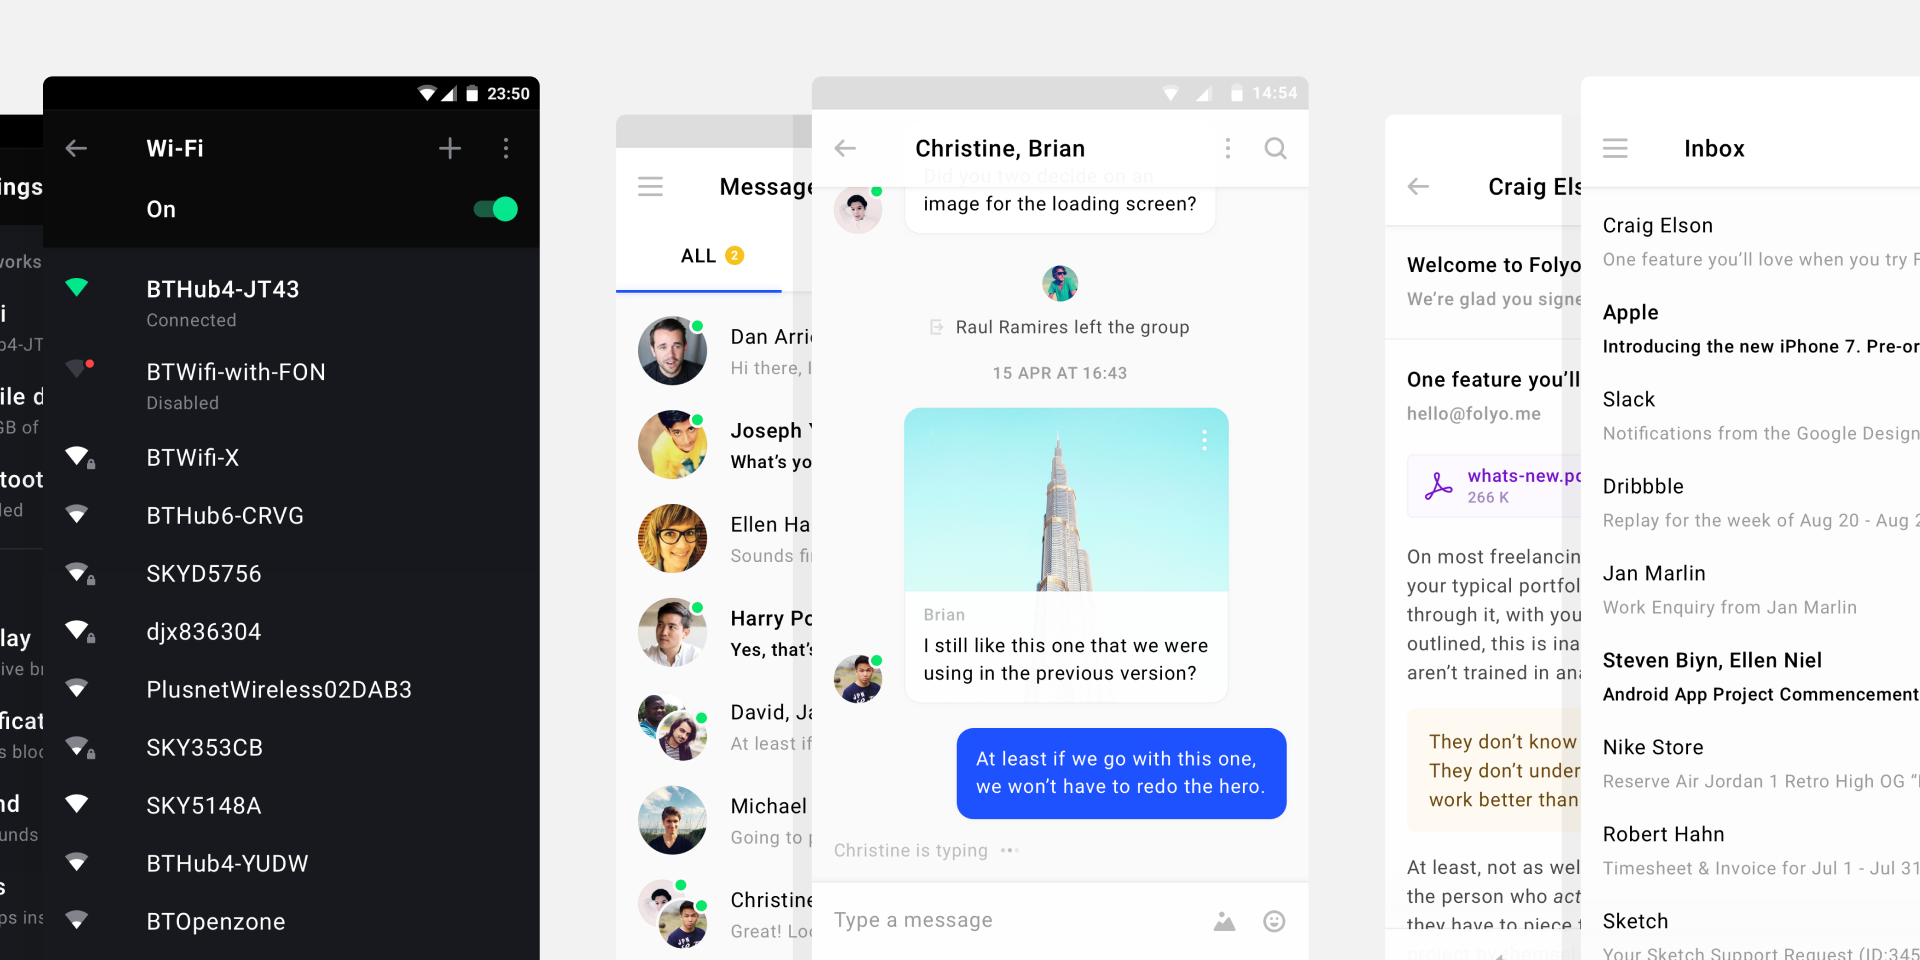 ings
orks
i
b4-JT
ile d
GB of
toot
led
lay
ive br
ficat
s bloc
nd
unds
s
ps ins
23:50
Wi-Fi
On
BTHub4-JT43
Connected
BTWifi-with-FON
Disabled
BTWifi-X
BTHub6-CRVG
SKYD5756
djx836304
PlusnetWireless02DAB3
SKY353CB
SKY5148A
BTHub4-YUDW
BTOpenzone
Message
ALL 2
Dan Arri
Hi there, I
Joseph Y
What’s yo
Ellen Ha
Sounds fi
Harry Po
Yes, that’s
David, Ja
At least if
Michael
Going to p
Christine
Great! Loo
14:54
Christine, Brian
Did you two decide on an
image for the loading screen?
Raul Ramires left the group
15 APR AT 16:43
Brian
I still like this one that we were
using in the previous version?
At least if we go with this one,
we won’t have to redo the hero.
Christine is typing
Type a message
Craig Els
Welcome to Folyo
We’re glad you signe
One feature you’ll
hello@folyo.me
whats-new.pd
266 K
On most freelancin
your typical portfol
through it, with you
outlined, this is ina
aren’t trained in ana
They don’t know
They don’t under
work better than
At least, not as wel
the person who act
they have to piece t
project by themsel
Inbox
Craig Elson
One feature you’ll love when you try F
Apple
Introducing the new iPhone 7. Pre-or
Slack
Notifications from the Google Design
Dribbble
Replay for the week of Aug 20 - Aug 2
Jan Marlin
Work Enquiry from Jan Marlin
Steven Biyn, Ellen Niel
Android App Project Commencement
Nike Store
Reserve Air Jordan 1 Retro High OG “I
Robert Hahn
Timesheet & Invoice for Jul 1 - Jul 31
Sketch
Your Sketch Support Request (ID:345